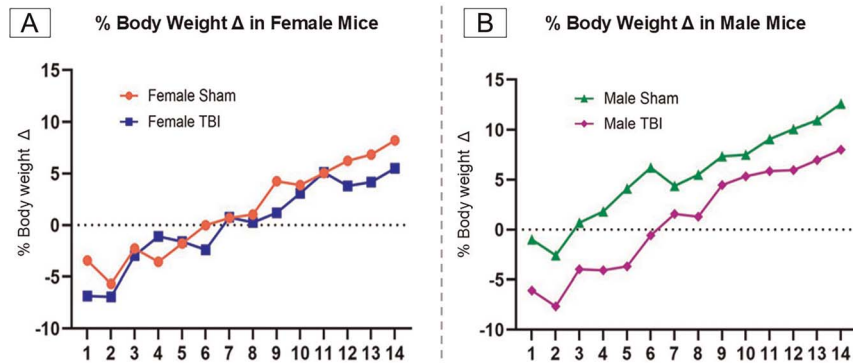 A
% Body Weight Δ in Female Mice
% Body weight Δ
15
10
5
0
-5
-10
Female Sham
Female TBI
1 2 3 4 5 6 7 8 9 10 11 12 13 14
B
% Body Weight Δ in Male Mice
% Body weight Δ
15
10
5
0
-5
-10
Male Sham
Male TBI
1 2 3 4 5 6 7 8 9 10 11 12 13 14